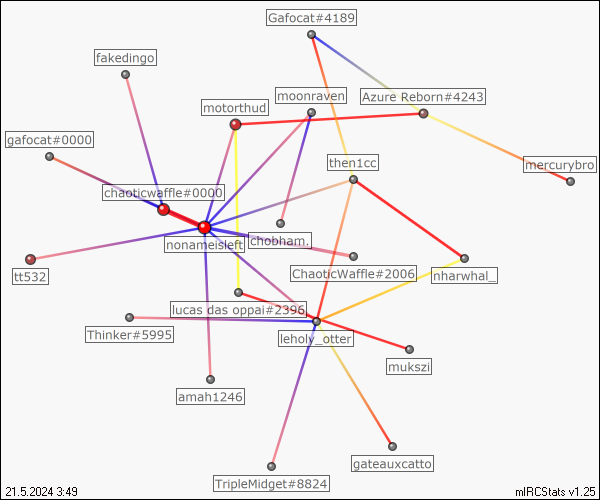 Gafocat#4189
fakedingo
moonraven
Azure Reborn#4243
motorthud
gafocat#0000
then1cc
mercurybro
chaoticwaffle#0000
nonameisleft
chobham.
ChaoticWaffle#2006
nharwhal_
tt532
lucas das oppai#2396
Thinker#5995
leholy_otter
mukszi
amah1246
gateauxcatto
TripleMidget#8824
21.5.2024 3:49
mIRCStats v1.25